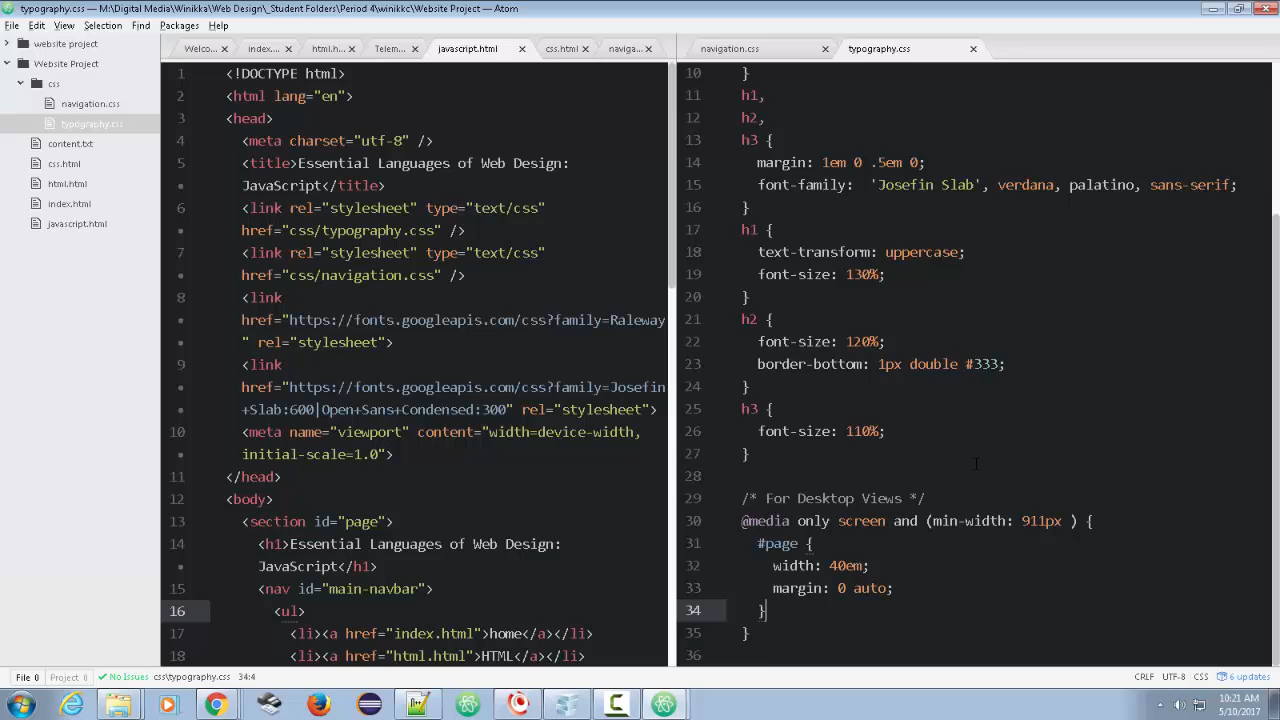 typography.css — M:\Digital Media\Winikka\Web Design\_Student Folders\Period 4\winikkc\Website Project — Atom
File Edit View Selection Find Packages Help
website project
Website Project
css
navigation.css
typography.css
content.txt
css.html
html.html
index.html
javascript.html
Welco... index... html.h... Telem... javascript.html css.html naviga...
navigation.css typography.css
1 <!DOCTYPE html>
2 <html lang="en">
3 <head>
4 <meta charset="utf-8" />
5 <title>Essential Languages of Web Design:
• JavaScript</title>
6 <link rel="stylesheet" type="text/css"
• href="css/typography.css" />
7 <link rel="stylesheet" type="text/css"
• href="css/navigation.css" />
8 <link
• href="https://fonts.googleapis.com/css?family=Raleway
• " rel="stylesheet">
9 <link
• href="https://fonts.googleapis.com/css?family=Josefin
• +Slab:600|Open+Sans+Condensed:300" rel="stylesheet">
10 <meta name="viewport" content="width=device-width,
• initial-scale=1.0">
11 </head>
12 <body>
13 <section id="page">
14 <h1>Essential Languages of Web Design:
• JavaScript</h1>
15 <nav id="main-navbar">
16 <ul>
17 <li><a href="index.html">home</a></li>
18 <li><a href="html.html">HTML</a></li>
10 }
11 h1,
12 h2,
13 h3 {
14 margin: 1em 0 .5em 0;
15 font-family: 'Josefin Slab', verdana, palatino, sans-serif;
16 }
17 h1 {
18 text-transform: uppercase;
19 font-size: 130%;
20 }
21 h2 {
22 font-size: 120%;
23 border-bottom: 1px double #333;
24 }
25 h3 {
26 font-size: 110%;
27 }
28
29 /* For Desktop Views */
30 @media only screen and (min-width: 911px ) {
31 #page {
32 width: 40em;
33 margin: 0 auto;
34 }
35 }
36
File 0 Project 0 No Issues css\typography.css 34:4
CRLF UTF-8 CSS 6 updates
10:21 AM
5/10/2017